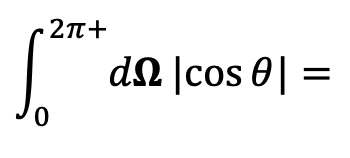 ∫₀^{2π+} d𝛀 |cos θ| =